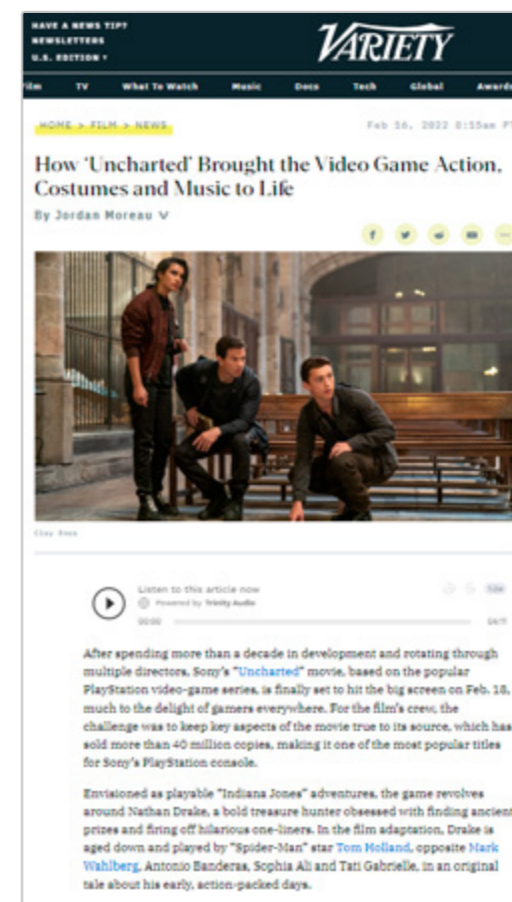 HAVE A NEWS TIP?
NEWSLETTERS
U.S. EDITION
VARIETY
Film TV What To Watch Music Docs Tech Global Awards
HOME > FILM > NEWS
Feb 16, 2022 8:15am PT
How ‘Uncharted’ Brought the Video Game Action,
Costumes and Music to Life
By Jordan Moreau
Listen to this article now
Powered by Trinity Audio
00:00
After spending more than a decade in development and rotating through
multiple directors, Sony's "Uncharted" movie, based on the popular
PlayStation video-game series, is finally set to hit the big screen on Feb. 18,
much to the delight of gamers everywhere. For the film's crew, the
challenge was to keep key aspects of the movie true to its source, which has
sold more than 40 million copies, making it one of the most popular titles
for Sony's PlayStation console.
Envisioned as playable "Indiana Jones" adventures, the game revolves
around Nathan Drake, a bold treasure hunter obsessed with finding ancient
prizes and firing off hilarious one-liners. In the film adaptation, Drake is
aged down and played by "Spider-Man" star Tom Holland, opposite Mark
Wahlberg, Antonio Banderas, Sophia Ali and Tati Gabrielle, in an original
tale about his early, action-packed days.